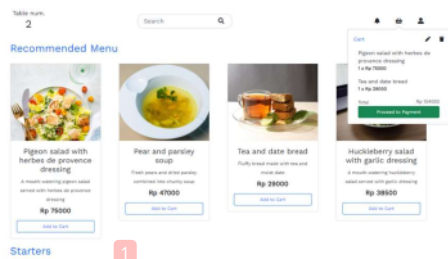 Table num.
2
Search
Recommended Menu
Cart
Pigeon salad with herbes de
provence dressing
1 x Rp 75000
Tea and date bread
1 x Rp 29000
Total
Proceed to Payment
Pigeon salad with
herbes de provence
dressing
A mouth watering pigeon salad
served with herbes de provence
dressing
Rp 75000
Add to Cart
Pear and parsley
soup
Fresh pears and dried parsley
combined into chunky soup
Rp 47000
Add to Cart
Tea and date bread
Fluffy bread made with tea and
molar date
Rp 29000
Add to Cart
Huckleberry salad
with garlic dressing
A mouth watering huckleberry
salad served with garlic dressing
Rp 38500
Add to Cart
Starters
1